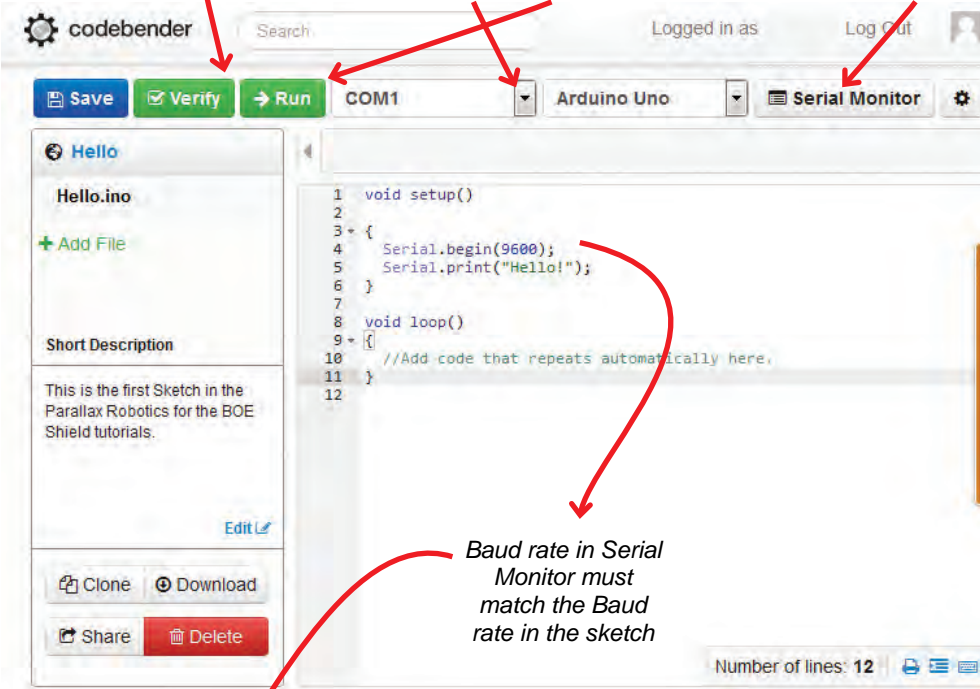 codebender Search Logged in as Log Out
Save Verify Run COM1 Arduino Uno Serial Monitor
Hello
Hello.ino
Add File
Short Description
This is the first Sketch in the
Parallax Robotics for the BOE
Shield tutorials.
Edit
Clone Download
Share Delete
1 void setup()
2
3 {
4 Serial.begin(9600);
5 Serial.print("Hello!");
6 }
7
8 void loop()
9 {
10 //Add code that repeats automatically here.
11 }
12
Baud rate in Serial
Monitor must
match the Baud
rate in the sketch
Number of lines: 12